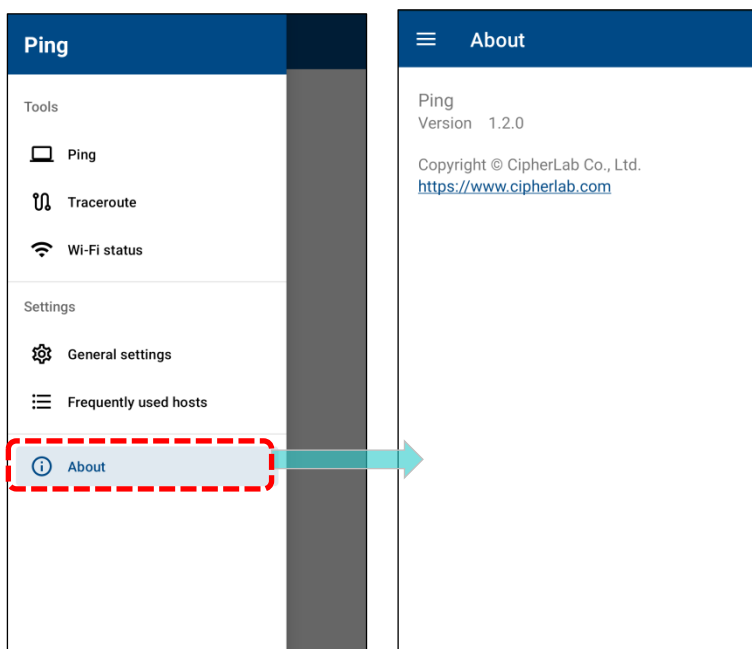 Ping
Tools
Ping
Traceroute
Wi-Fi status
Settings
General settings
Frequently used hosts
About
About
Ping
Version 1.2.0
Copyright © CipherLab Co., Ltd.
https://www.cipherlab.com